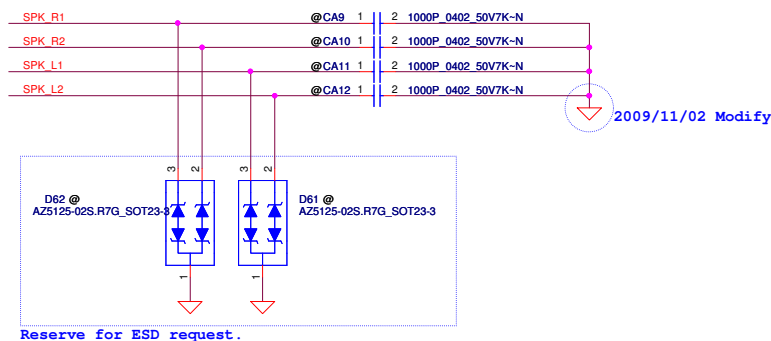 SPK_R1 @CA9 1 2 1000P_0402_50V7K~N
SPK_R2 @CA10 1 2 1000P_0402_50V7K~N
SPK_L1 @CA11 1 2 1000P_0402_50V7K~N
SPK_L2 @CA12 1 2 1000P_0402_50V7K~N
2009/11/02 Modify
3 2 3 2
D62 @
AZ5125-02S.R7G_SOT23-3
D61 @
AZ5125-02S.R7G_SOT23-3
1 1
Reserve for ESD request.